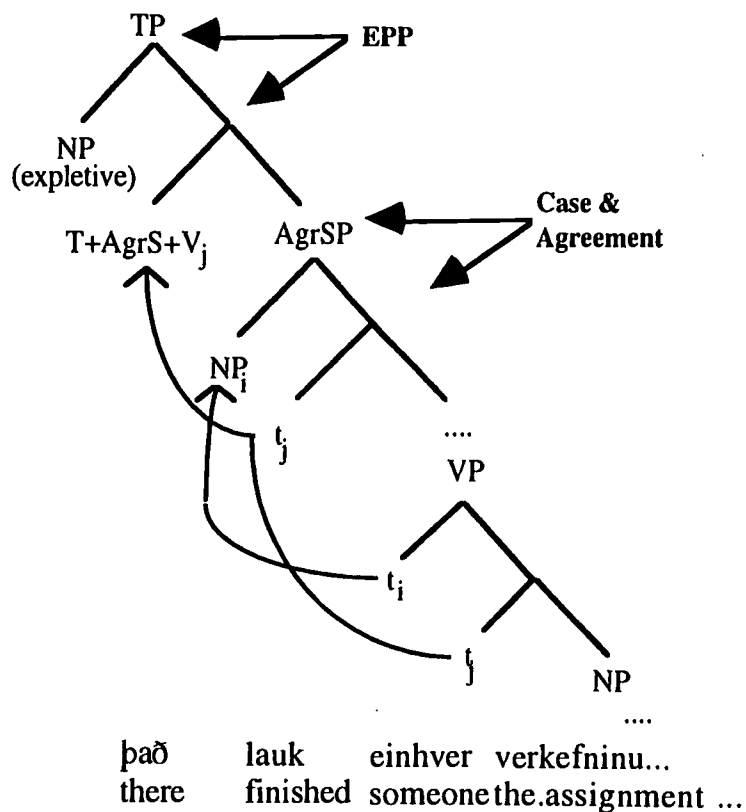 TP
EPP
NP
(expletive)
Case &
Agreement
T+AgrS+Vj
AgrSP
NPi
tj
....
VP
ti
tj
NP
....
það lauk einhver verkefninu...
there finished someone the.assignment ...